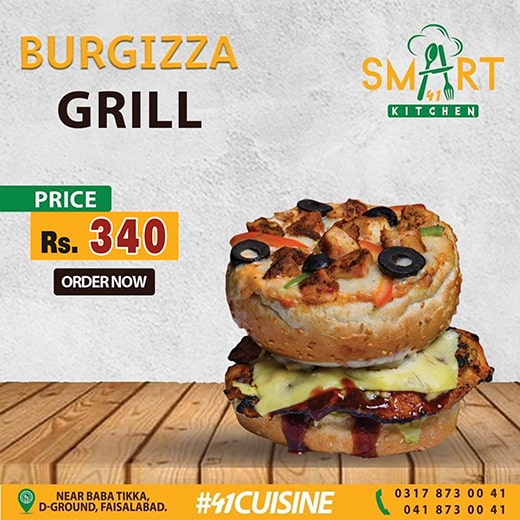 BURGIZZA
GRILL
SMART
41
KITCHEN
PRICE
Rs. 340
ORDER NOW
NEAR BABA TIKKA,
D-GROUND, FAISALABAD.
#41CUISINE
0317 873 00 41
041 873 00 41